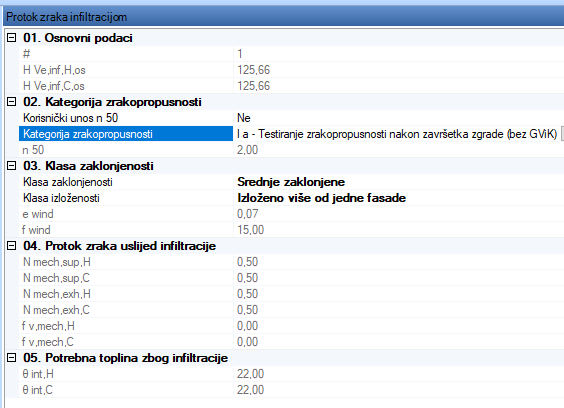 Protok zraka infiltracijom
01. Osnovni podaci
# 1
H Ve,inf,H,os 125,66
H Ve,inf,C,os 125,66
02. Kategorija zrakopropusnosti
Korisnički unos n 50 Ne
Kategorija zrakopropusnosti I a - Testiranje zrakopropusnosti nakon završetka zgrade (bez GViK)
n 50 2,00
03. Klasa zaklonjenosti
Klasa zaklonjenosti Srednje zaklonjene
Klasa izloženosti Izloženo više od jedne fasade
e wind 0,07
f wind 15,00
04. Protok zraka uslijed infiltracije
N mech,sup,H 0,50
N mech,sup,C 0,50
N mech,exh,H 0,50
N mech,exh,C 0,50
f v,mech,H 0,00
f v,mech,C 0,00
05. Potrebna toplina zbog infiltracije
θ int,H 22,00
θ int,C 22,00